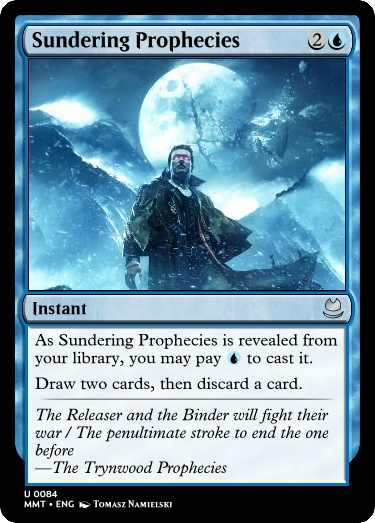 Sundering Prophecies 2
Instant
As Sundering Prophecies is revealed from
your library, you may pay to cast it.
Draw two cards, then discard a card.
The Releaser and the Binder will fight their
war / The penultimate stroke to end the one
before
—The Trynwood Prophecies
U 0084
MMT • ENG Tomasz Namielski